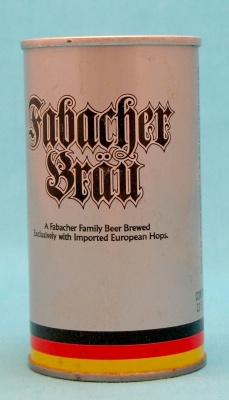 Fabacher
Bräu
A Fabacher Family Beer Brewed
Exclusively with Imported European Hops.